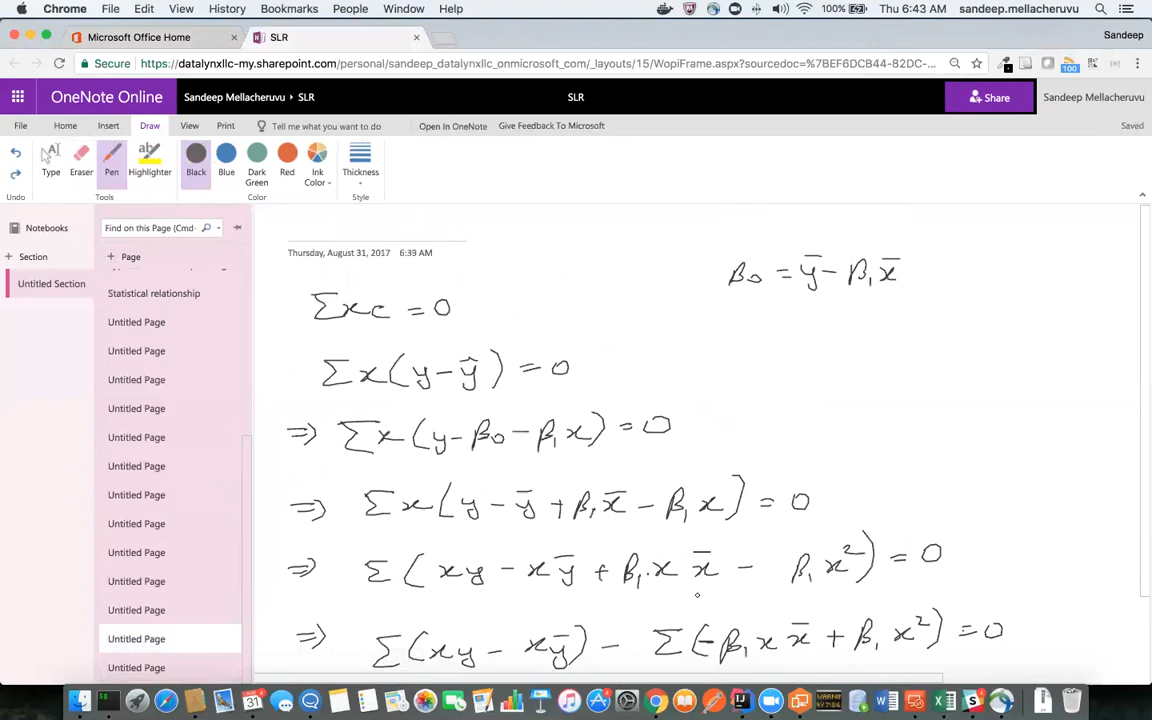 Chrome File Edit View History Bookmarks People Window Help 100% Thu 6:43 AM sandeep.mellacheruvu
Microsoft Office Home × SLR × Sandeep
Secure https://datalynxllc-my.sharepoint.com/personal/sandeep_datalynxllc_onmicrosoft_com/_layouts/15/WopiFrame.aspx?sourcedoc=%7BEF6DCB44-82DC-... 100
OneNote Online Sandeep Mellacheruvu ▸ SLR SLR Share Sandeep Mellacheruvu
File Home Insert Draw View Print Tell me what you want to do Open In OneNote Give Feedback To Microsoft Saved
Type Eraser Pen Highlighter Black Blue Dark Green Red Ink Color Thickness
Undo Tools Color Style
Notebooks Find on this Page (Cmd
+ Section + Page
Untitled Section
Statistical relationship
Untitled Page
Untitled Page
Untitled Page
Untitled Page
Untitled Page
Untitled Page
Untitled Page
Untitled Page
Untitled Page
Untitled Page
Untitled Page
Untitled Page
Untitled Page
Thursday, August 31, 2017 6:39 AM
β₀ = ȳ − β₁x̄
Σxe = 0
Σx(y − ŷ) = 0
⇒ Σx(y − β₀ − β₁x) = 0
⇒ Σx(y − ȳ + β₁x̄ − β₁x) = 0
⇒ Σ(xy − xȳ + β₁·x x̄ − β₁x²) = 0
⇒ Σ(xy − xȳ) − Σ(−β₁x x̄ + β₁x²) = 0